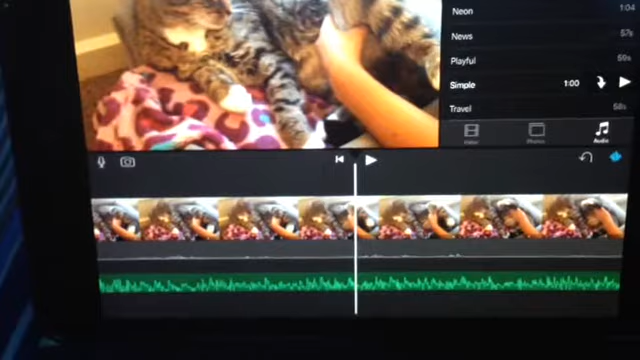 Neon 1:04
News 57s
Playful 59s
Simple 1:00
Travel 58s
Video Photos Audio